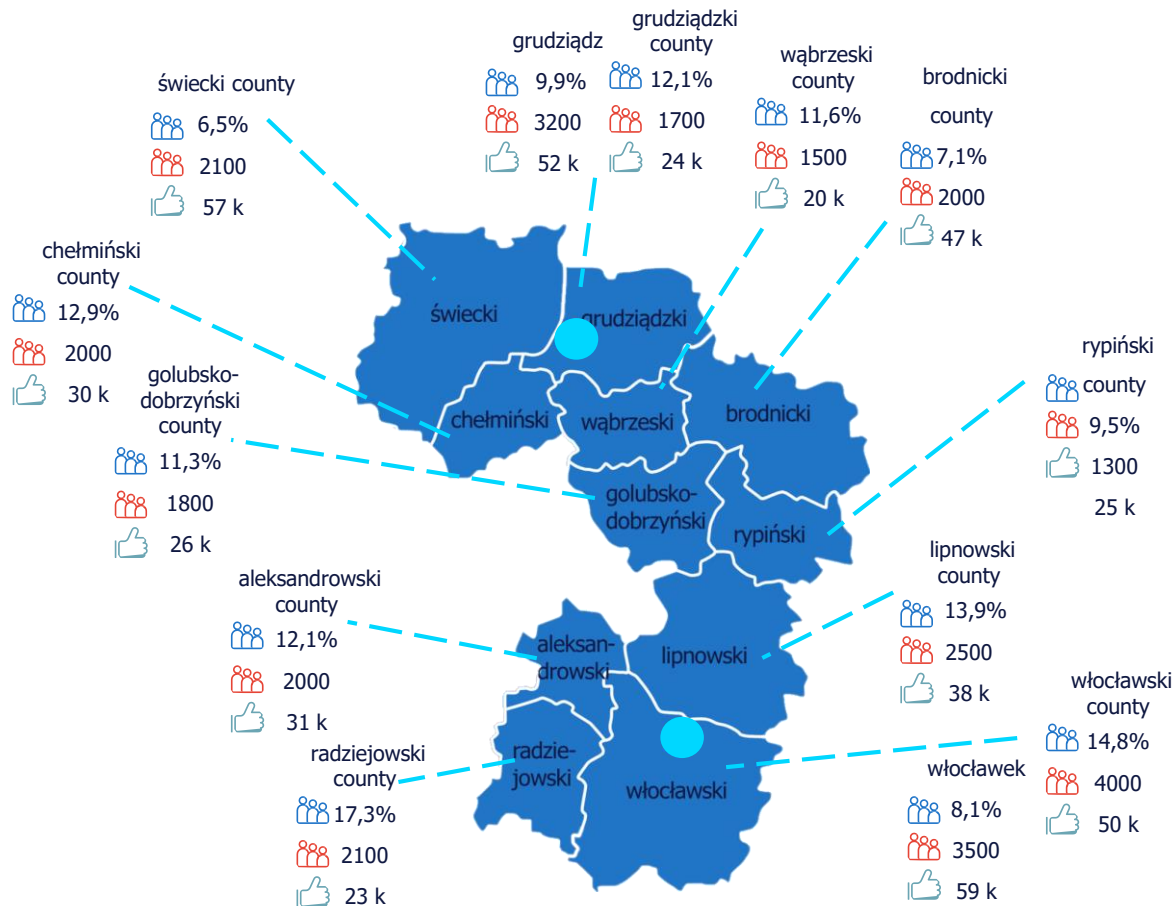 świecki county
6,5%
2100
57 k
grudziądz
9,9%
3200
52 k
grudziądzki
county
12,1%
1700
24 k
wąbrzeski
county
11,6%
1500
20 k
brodnicki
county
7,1%
2000
47 k
chełmiński
county
12,9%
2000
30 k
golubsko-
dobrzyński
county
11,3%
1800
26 k
rypiński
county
9,5%
1300
25 k
świecki
grudziądzki
chełmiński
wąbrzeski
brodnicki
golubsko-
dobrzyński
rypiński
aleksandrowski
county
12,1%
2000
31 k
lipnowski
county
13,9%
2500
38 k
aleksan-
drowski
lipnowski
radziejowski
county
17,3%
2100
23 k
radzie-
jowski
włocławski
włocławek
8,1%
3500
59 k
włocławski
county
14,8%
4000
50 k